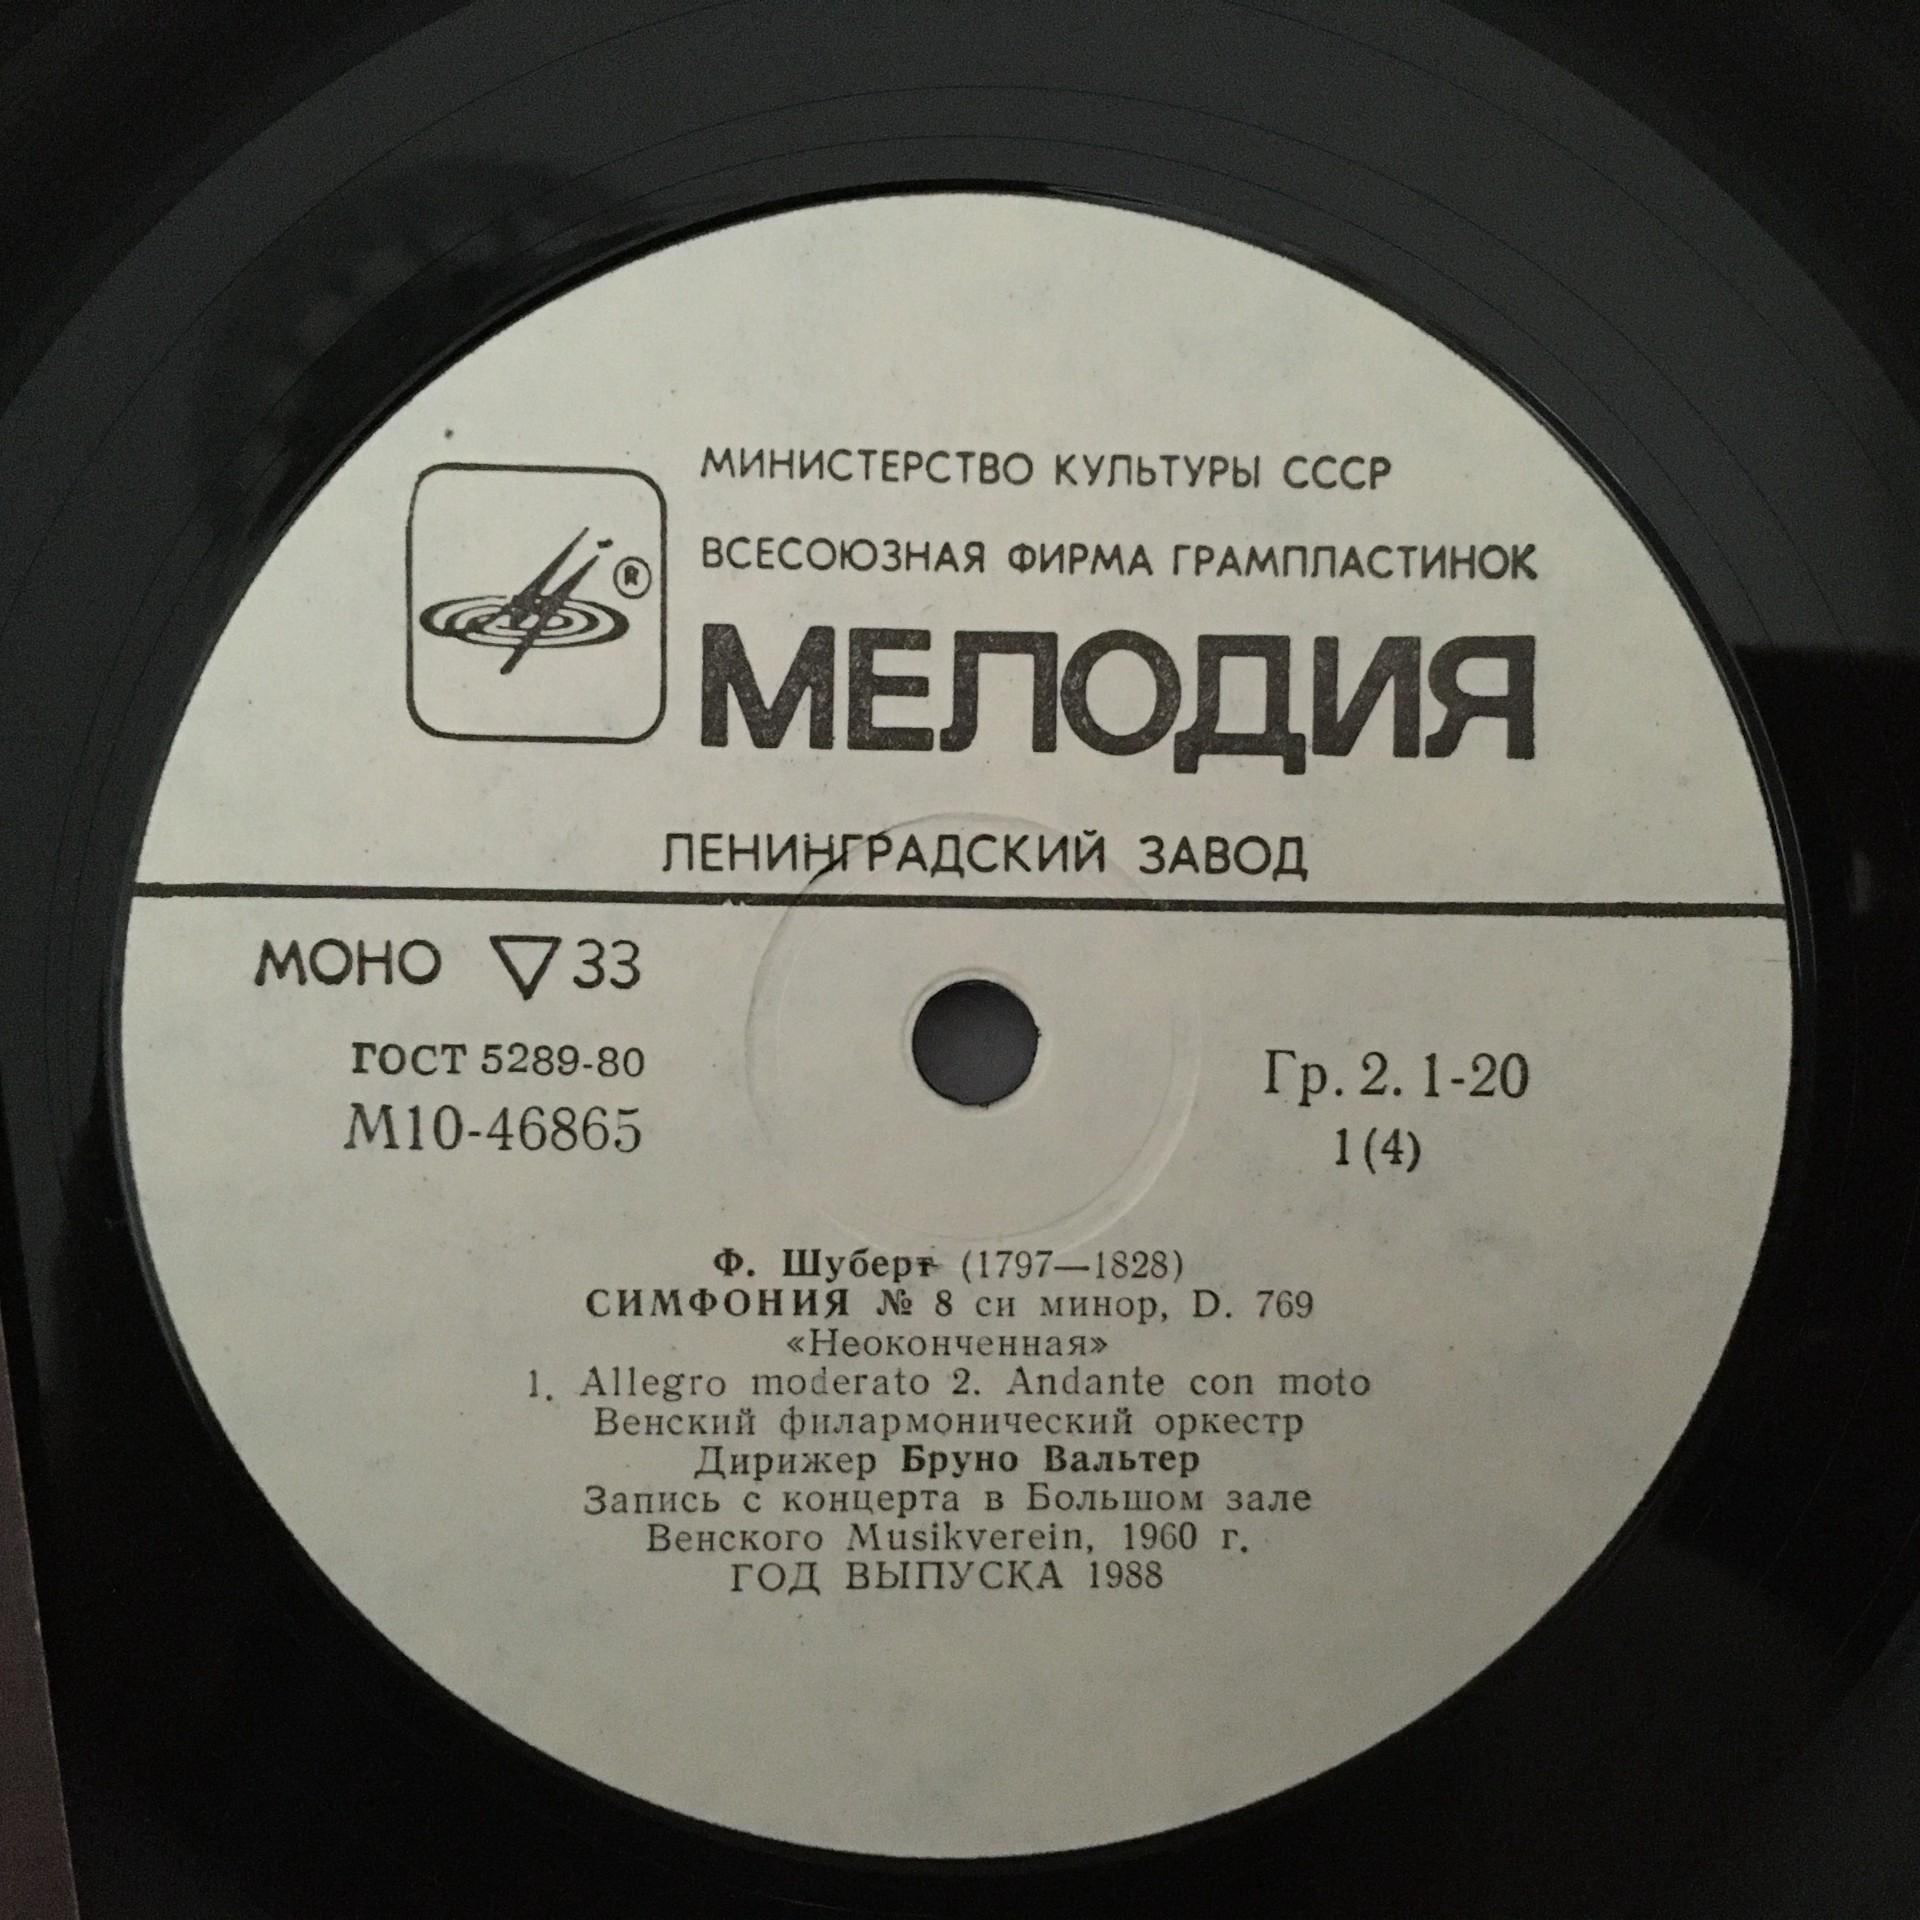 МИНИСТЕРСТВО КУЛЬТУРЫ СССР
ВСЕСОЮЗНАЯ ФИРМА ГРАМПЛАСТИНОК
®
МЕЛОДИЯ
ЛЕНИНГРАДСКИЙ ЗАВОД
МОНО ▽33
ГОСТ 5289-80
М10-46865
Гр. 2. 1-20
1(4)
Ф. Шуберт (1797—1828)
СИМФОНИЯ № 8 си минор, D. 769
«Неоконченная»
1. Allegro moderato 2. Andante con moto
Венский филармонический оркестр
Дирижер Бруно Вальтер
Запись с концерта в Большом зале
Венского Musikverein, 1960 г.
ГОД ВЫПУСКА 1988